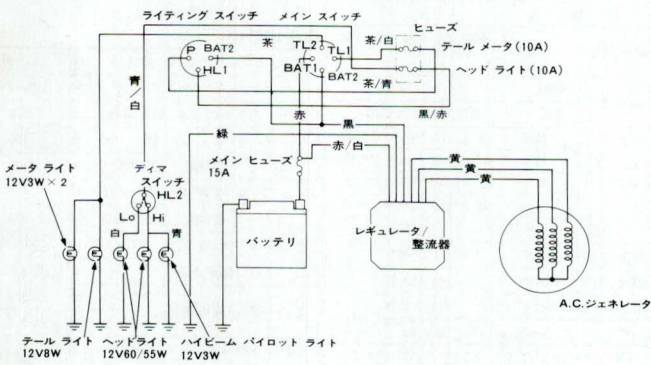 ライティング スイッチ
メイン スイッチ
ヒューズ
茶
茶/白
TL2
TL1
テール メータ(10A)
P
BAT2
HL1
BAT1
BAT2
ヘッド ライト(10A)
茶/青
青/白
赤
黒
黒/赤
緑
赤/白
メイン ヒューズ
15A
黄
黄
黄
メータ ライト
12V3W×2
ディマ
スイッチ
HL2
Lo
Hi
白
青
バッテリ
レギュレータ/
整流器
A.C.ジェネレータ
テール ライト
12V8W
ヘッドライト
12V60/55W
ハイビーム パイロット ライト
12V3W